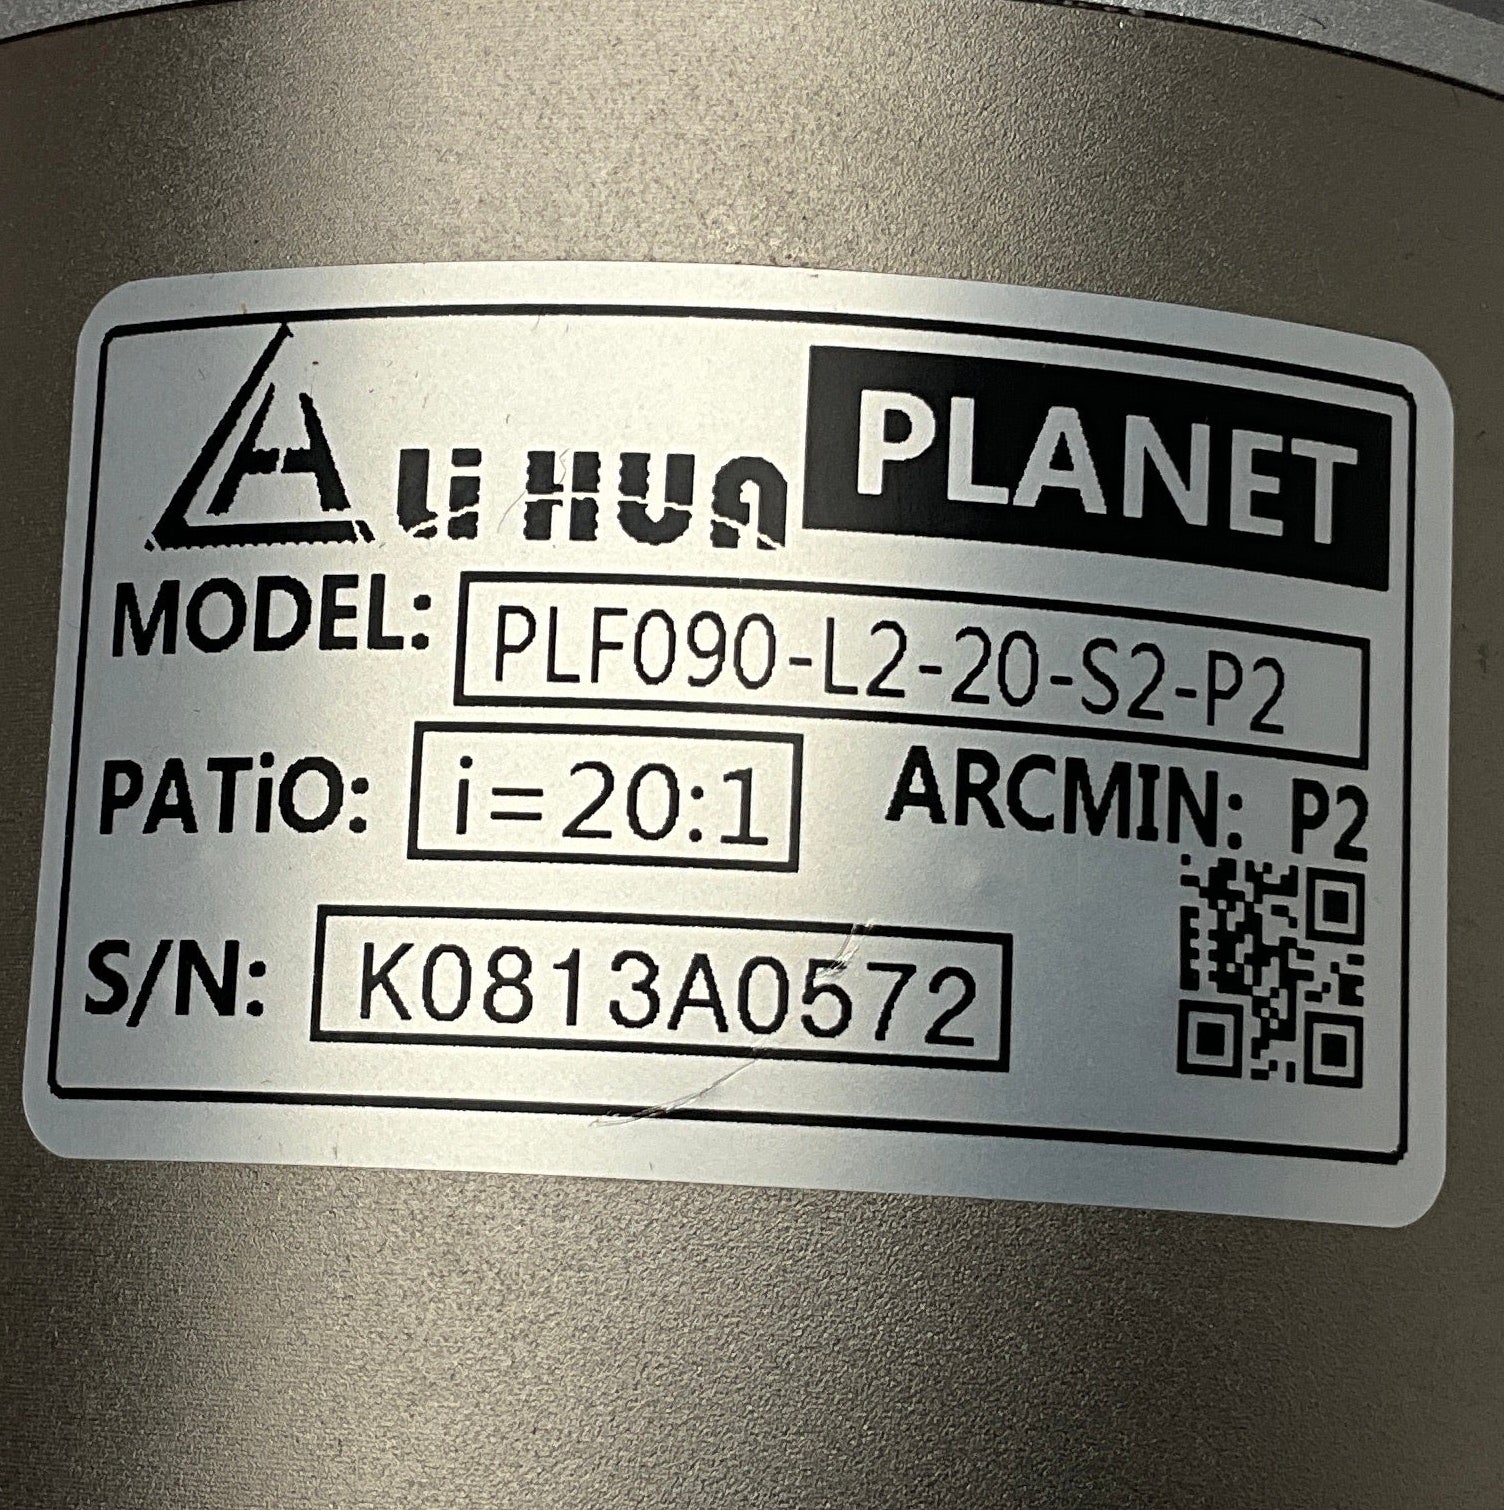 Li HUA PLANET
MODEL: PLF090-L2-20-S2-P2
PATiO: i=20:1 ARCMIN: P2
S/N: K0813A0572